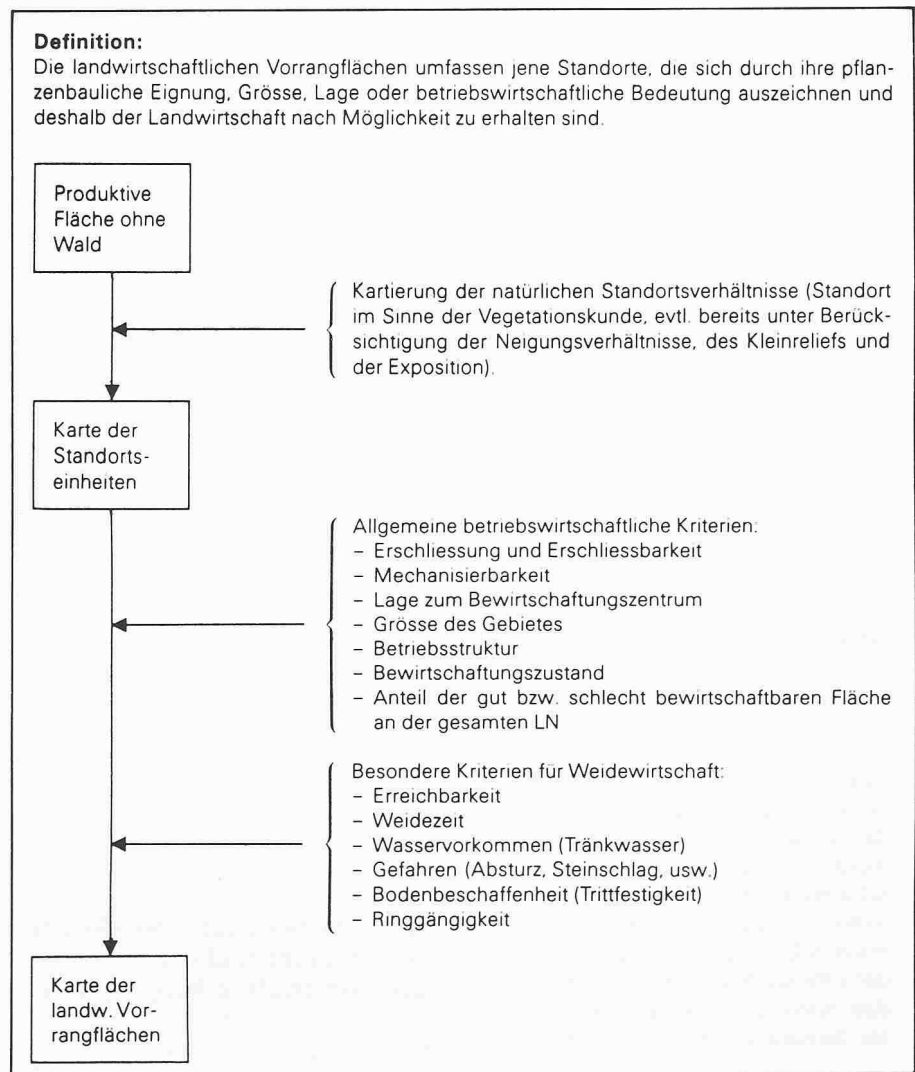 Definition:
Die landwirtschaftlichen Vorrangflächen umfassen jene Standorte, die sich durch ihre pflan-
zenbauliche Eignung, Grösse, Lage oder betriebswirtschaftliche Bedeutung auszeichnen und
deshalb der Landwirtschaft nach Möglichkeit zu erhalten sind.
Produktive
Fläche ohne
Wald
Kartierung der natürlichen Standortsverhältnisse (Standort
im Sinne der Vegetationskunde, evtl. bereits unter Berück-
sichtigung der Neigungsverhältnisse, des Kleinreliefs und
der Exposition).
Karte der
Standorts-
einheiten
Allgemeine betriebswirtschaftliche Kriterien:
– Erschliessung und Erschliessbarkeit
– Mechanisierbarkeit
– Lage zum Bewirtschaftungszentrum
– Grösse des Gebietes
– Betriebsstruktur
– Bewirtschaftungszustand
– Anteil der gut bzw. schlecht bewirtschaftbaren Fläche
an der gesamten LN
Besondere Kriterien für Weidewirtschaft:
– Erreichbarkeit
– Weidezeit
– Wasservorkommen (Tränkwasser)
– Gefahren (Absturz, Steinschlag, usw.)
– Bodenbeschaffenheit (Trittfestigkeit)
– Ringgängigkeit
Karte der
landw. Vor-
rangflächen